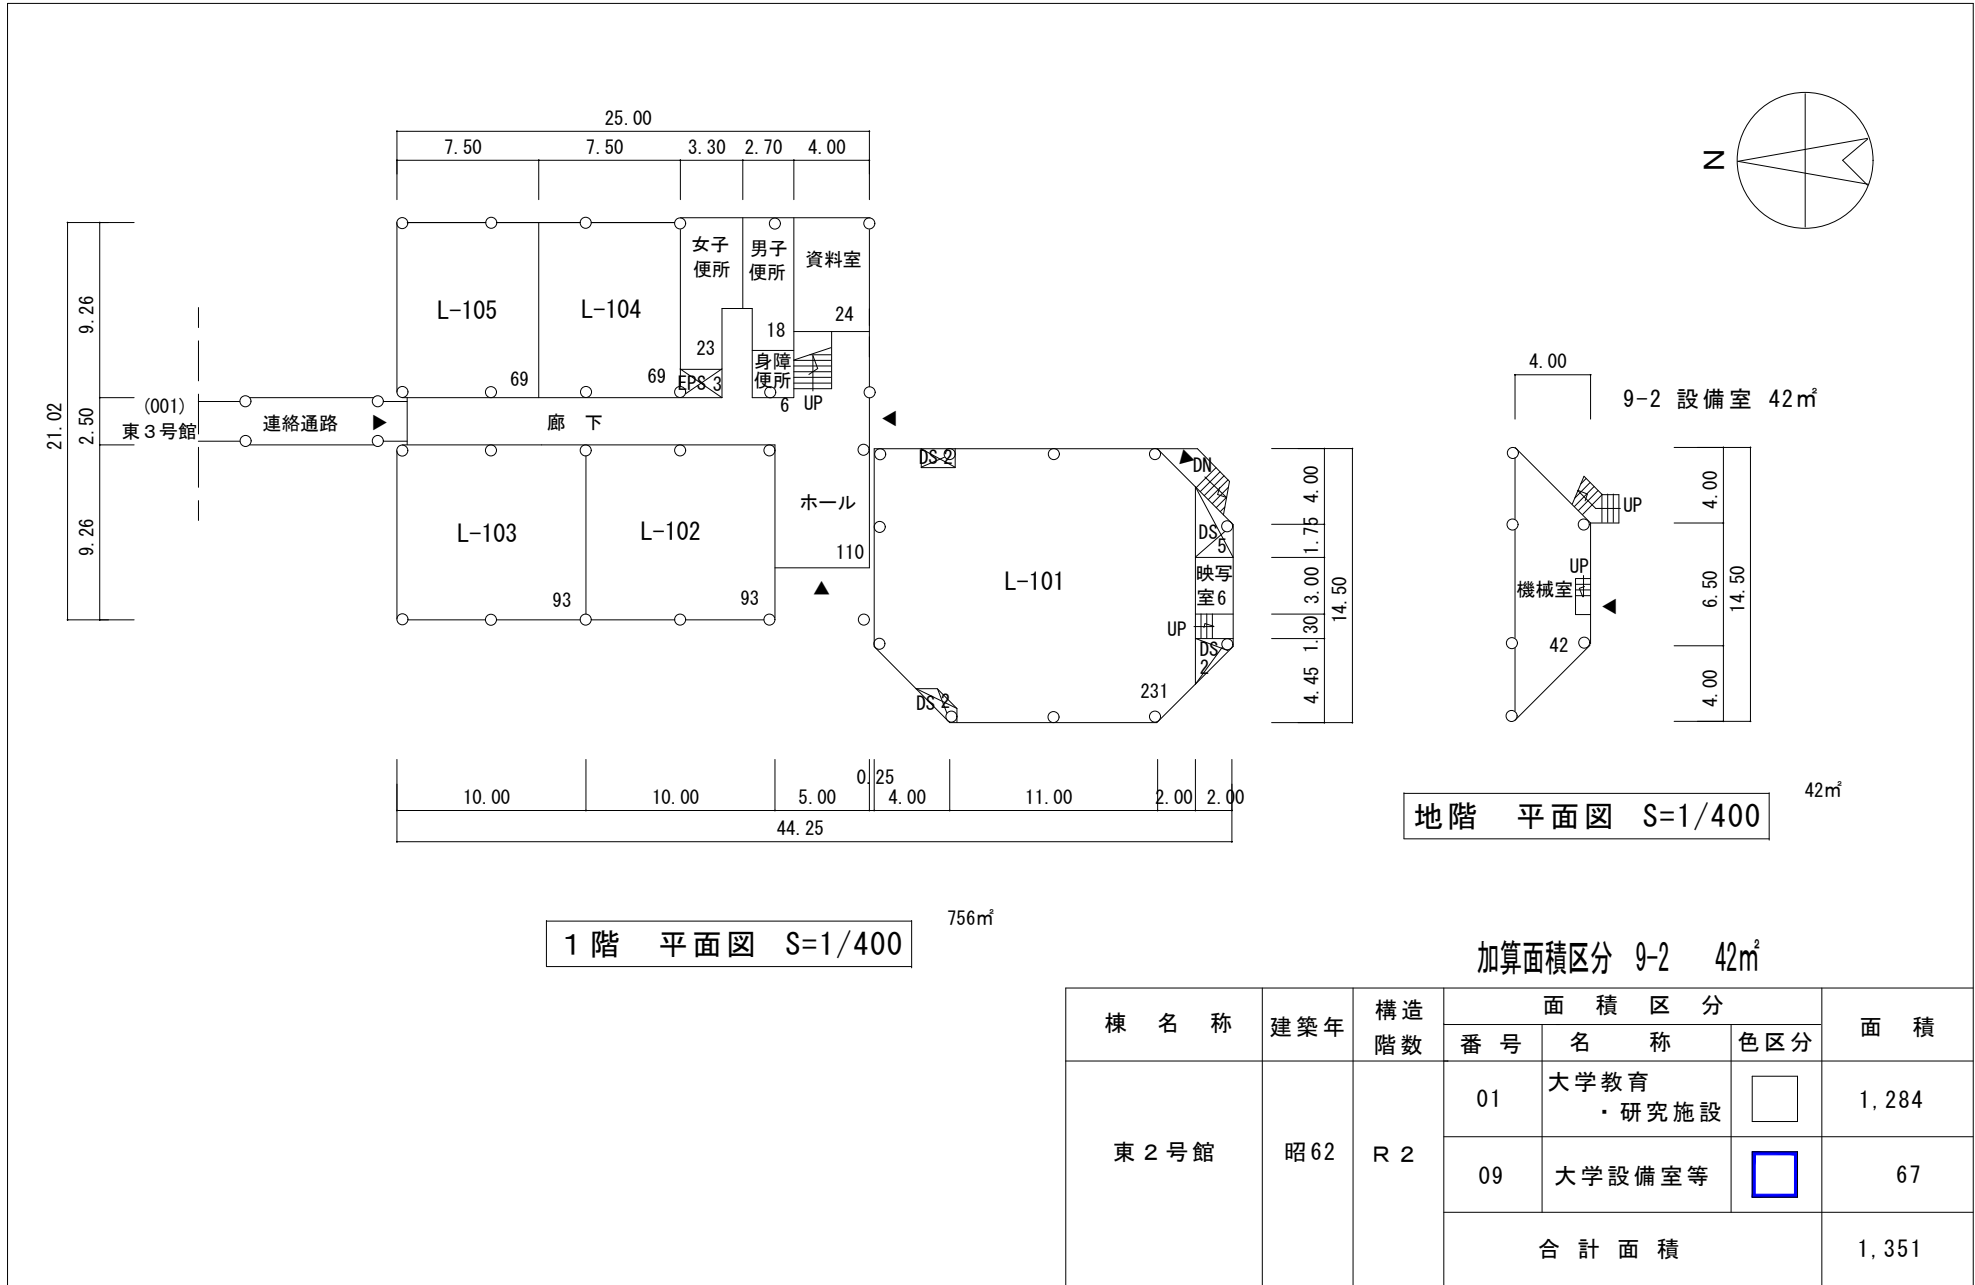 25.00
7.50 7.50 3.30 2.70 4.00
N
女子
便所
男子
便所
資料室
L-105
L-104
24
18
23
身障
便所
69
69
EPS 3
6
UP
9.26
2.50
9.26
21.02
(001)
東3号館
連絡通路
廊 下
ホール
110
L-103
L-102
93
93
DS 2
DN
DS
5
映写
室6
L-101
UP
DS
2
231
DS 2
4.00
1.75
3.00
1.30
4.45
14.50
4.00
9-2 設備室 42㎡
UP
UP
機械室
42
4.00
6.50
4.00
14.50
0.25
10.00 10.00 5.00 4.00 11.00 2.00 2.00
44.25
42㎡
地階 平面図 S=1/400
756㎡
1階 平面図 S=1/400
加算面積区分 9-2 42㎡
棟 名 称 建築年 構造 階数 面 積 区 分 面 積
番 号 名 称 色区分
東2号館 昭62 R2
01 大学教育
・研究施設 1,284
09 大学設備室等 67
合 計 面 積 1,351